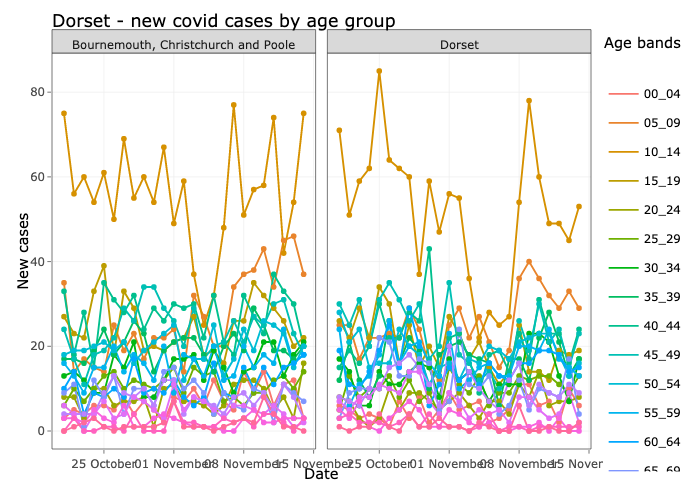 Dorset - new covid cases by age group
Bournemouth, Christchurch and Poole
Dorset
Age bands
00_04
05_09
10_14
15_19
20_24
25_29
30_34
35_39
40_44
45_49
50_54
55_59
60_64
65_69
New cases
80
60
40
20
0
25 October
01 November
08 November
15 November
25 October
01 November
08 November
15 Nover
Date